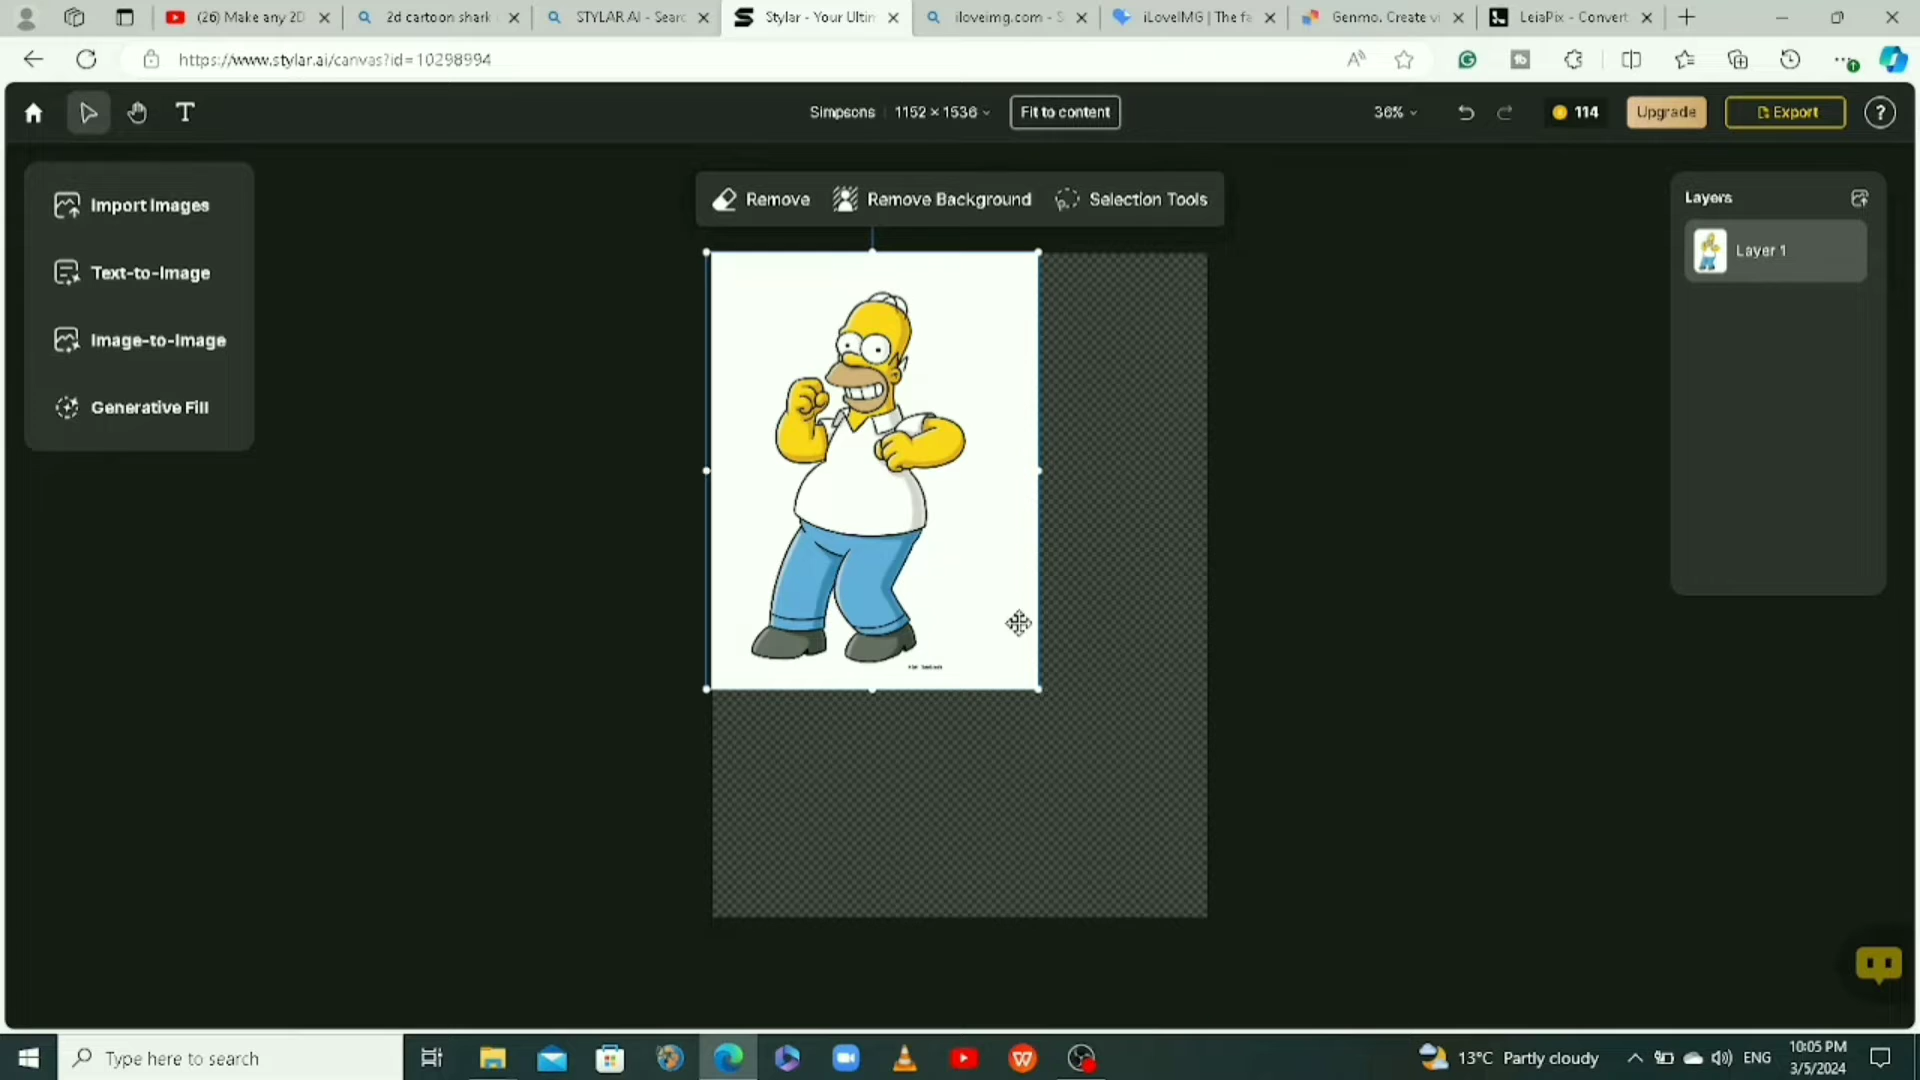 (26) Make any 2D
2d cartoon shark
STYLAR AI - Searc
Stylar - Your Ultim
iloveimg.com - S
iLoveIMG | The fa
Genmo. Create vi
LeiaPix - Convert
https://www.stylar.ai/canvas?id=10298994
Simpsons
1152 × 1536
Fit to content
36%
114
Upgrade
Export
?
Import Images
Text-to-Image
Image-to-Image
Generative Fill
Remove
Remove Background
Selection Tools
Layers
Layer 1
Type here to search
13°C Partly cloudy
ENG
10:05 PM
3/5/2024